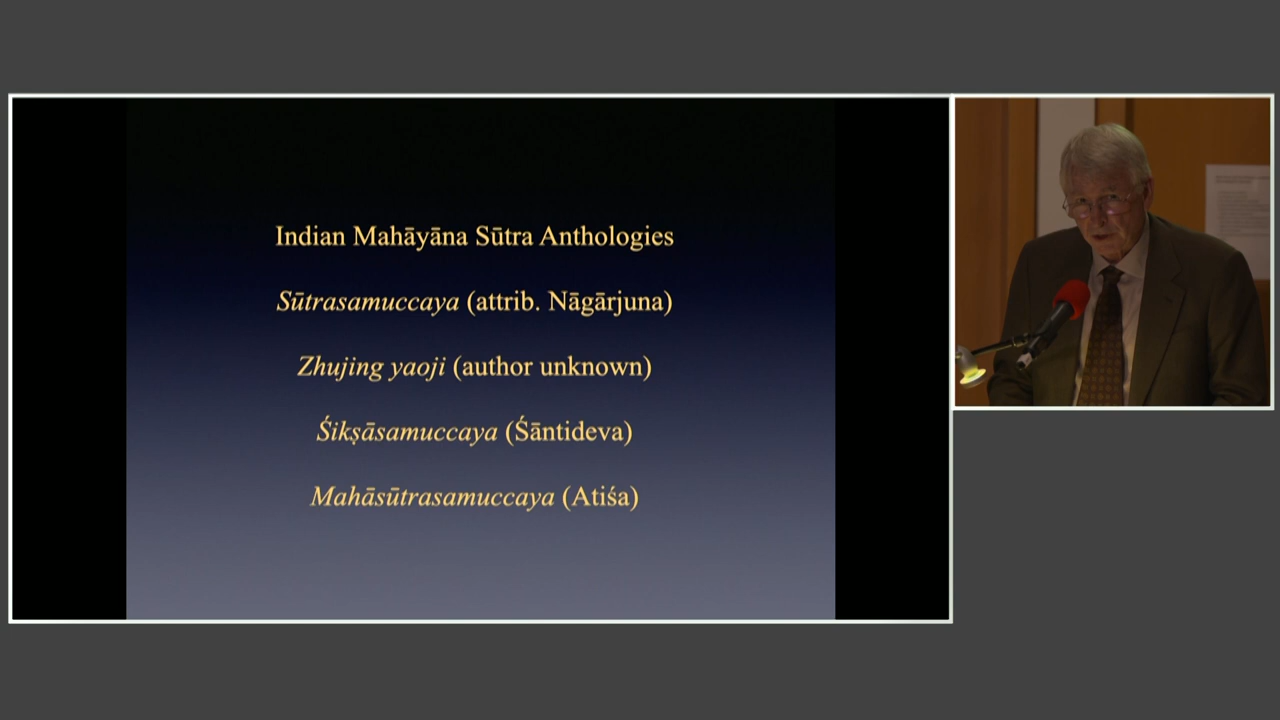 Indian Mahāyāna Sūtra Anthologies
Sūtrasamuccaya (attrib. Nāgārjuna)
Zhujing yaoji (author unknown)
Śikṣāsamuccaya (Śāntideva)
Mahāsūtrasamuccaya (Atiśa)